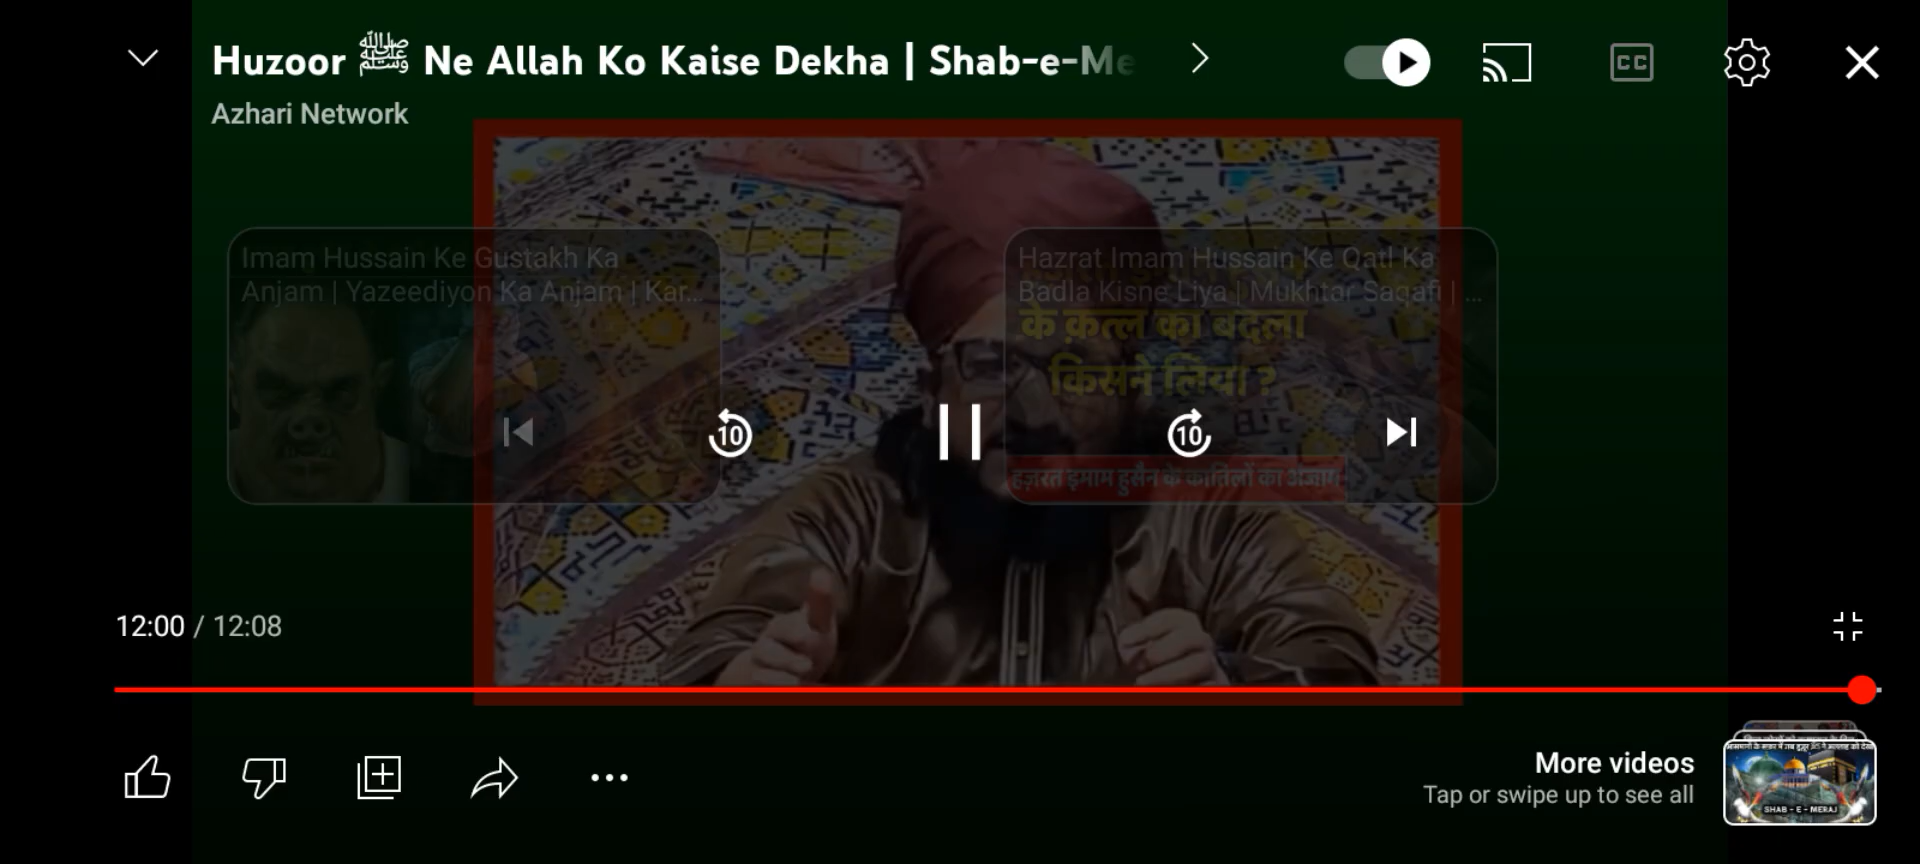 Huzoor ﷺ Ne Allah Ko Kaise Dekha | Shab-e-Me
CC
Azhari Network
Imam Hussain Ke Gustakh Ka
Anjam | Yazeediyon Ka Anjam | Kar...
Hazrat Imam Hussain Ke Qatl Ka
Badla Kisne Liya | Mukhtar Saqafi | ...
के क़त्ल का बदला
किसने लिया ?
10
10
हज़रत इमाम हुसैन के कातिलों का अंजाम
12:00 / 12:08
More videos
Tap or swipe up to see all
SHAB - E - MERAJ